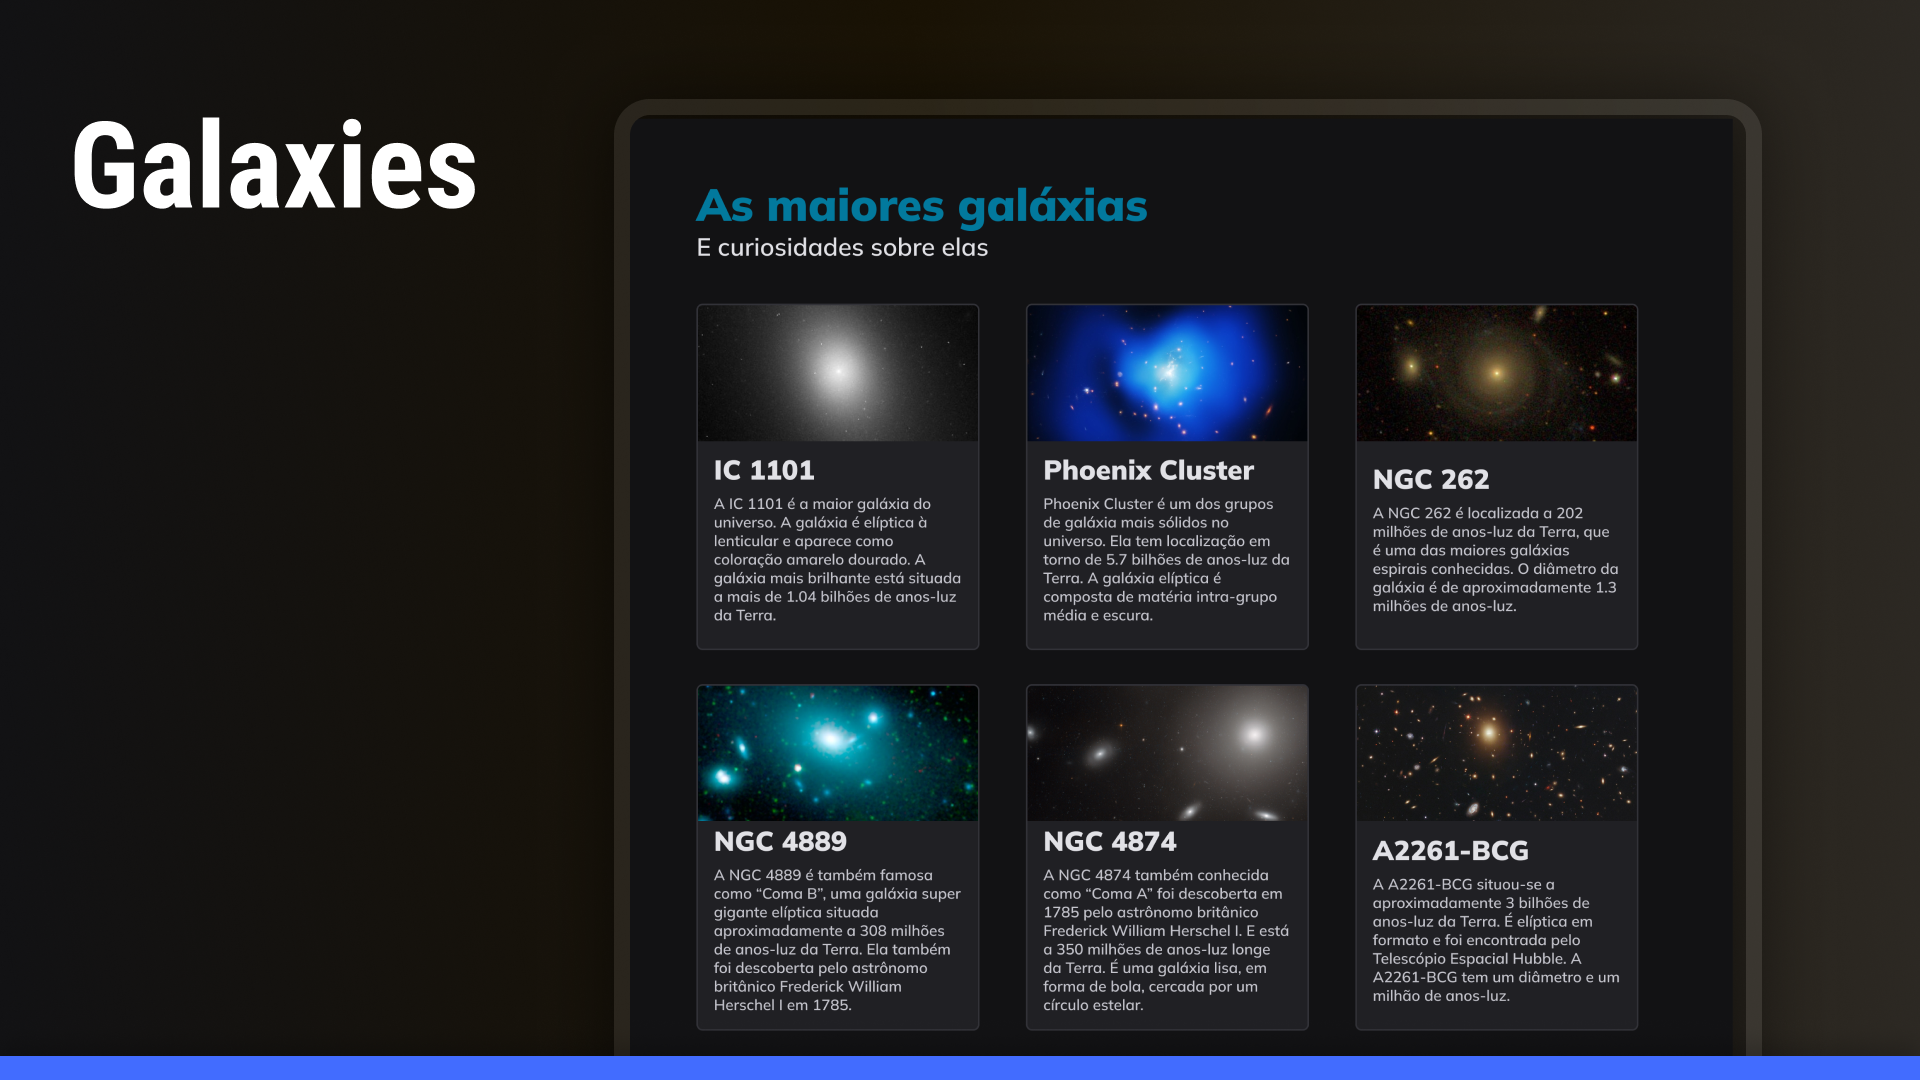 Galaxies
As maiores galáxias
E curiosidades sobre elas
IC 1101
A IC 1101 é a maior galáxia do
universo. A galáxia é elíptica à
lenticular e aparece como
coloração amarelo dourado. A
galáxia mais brilhante está situada
a mais de 1.04 bilhões de anos-luz
da Terra.
Phoenix Cluster
Phoenix Cluster é um dos grupos
de galáxia mais sólidos no
universo. Ela tem localização em
torno de 5.7 bilhões de anos-luz da
Terra. A galáxia elíptica é
composta de matéria intra-grupo
média e escura.
NGC 262
A NGC 262 é localizada a 202
milhões de anos-luz da Terra, que
é uma das maiores galáxias
espirais conhecidas. O diâmetro da
galáxia é de aproximadamente 1.3
milhões de anos-luz.
NGC 4889
A NGC 4889 é também famosa
como “Coma B”, uma galáxia super
gigante elíptica situada
aproximadamente a 308 milhões
de anos-luz da Terra. Ela também
foi descoberta pelo astrônomo
britânico Frederick William
Herschel I em 1785.
NGC 4874
A NGC 4874 também conhecida
como “Coma A” foi descoberta em
1785 pelo astrônomo britânico
Frederick William Herschel I. E está
a 350 milhões de anos-luz longe
da Terra. É uma galáxia lisa, em
forma de bola, cercada por um
círculo estelar.
A2261-BCG
A A2261-BCG situou-se a
aproximadamente 3 bilhões de
anos-luz da Terra. É elíptica em
formato e foi encontrada pelo
Telescópio Espacial Hubble. A
A2261-BCG tem um diâmetro e um
milhão de anos-luz.